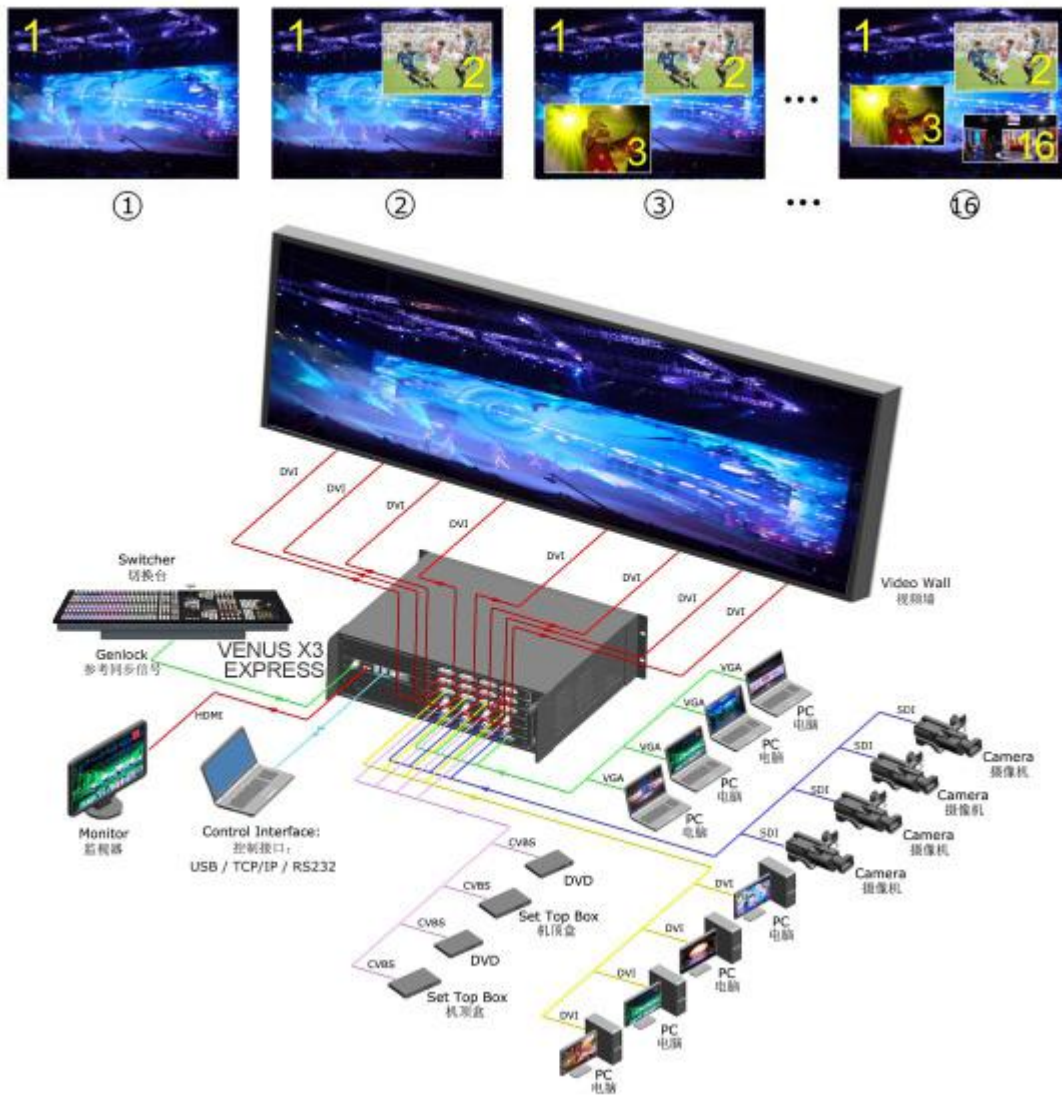 1
1
2
1
2
3
•••
1
2
3
16
①
②
③
•••
⑯
DVI
DVI
DVI
DVI
DVI
DVI
DVI
DVI
Video Wall
视频墙
Switcher
切换台
Genlock
参考同步信号
VENUS X3
EXPRESS
HDMI
Monitor
监视器
Control Interface:
控制接口:
USB / TCP/IP / RS232
VGA
VGA
VGA
VGA
PC
电脑
PC
电脑
PC
电脑
PC
电脑
SDI
SDI
SDI
SDI
Camera
摄像机
Camera
摄像机
Camera
摄像机
Camera
摄像机
CVBS
DVD
CVBS
Set Top Box
机顶盒
CVBS
DVD
CVBS
Set Top Box
机顶盒
DVI
PC
电脑
DVI
PC
电脑
DVI
PC
电脑
DVI
PC
电脑